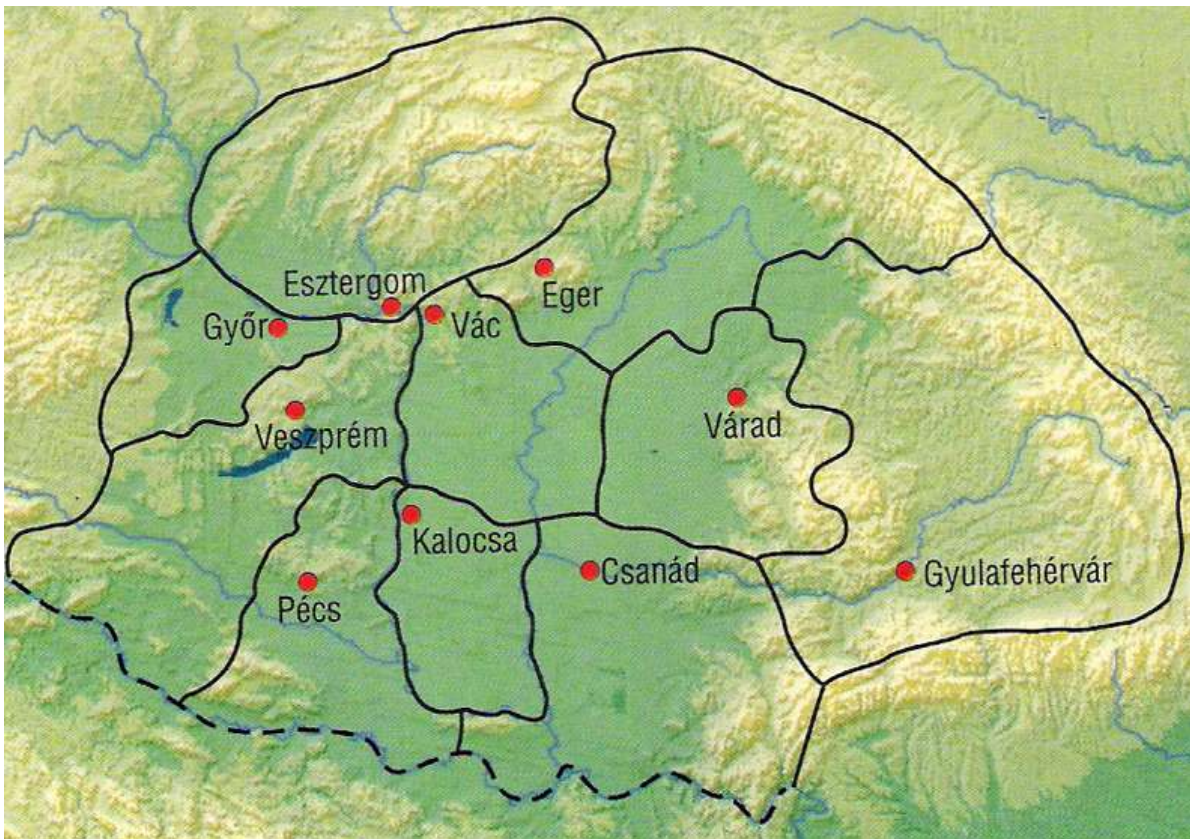 Esztergom
Eger
Győr
Vác
Veszprém
Várad
Kalocsa
Csanád
Gyulafehérvár
Pécs